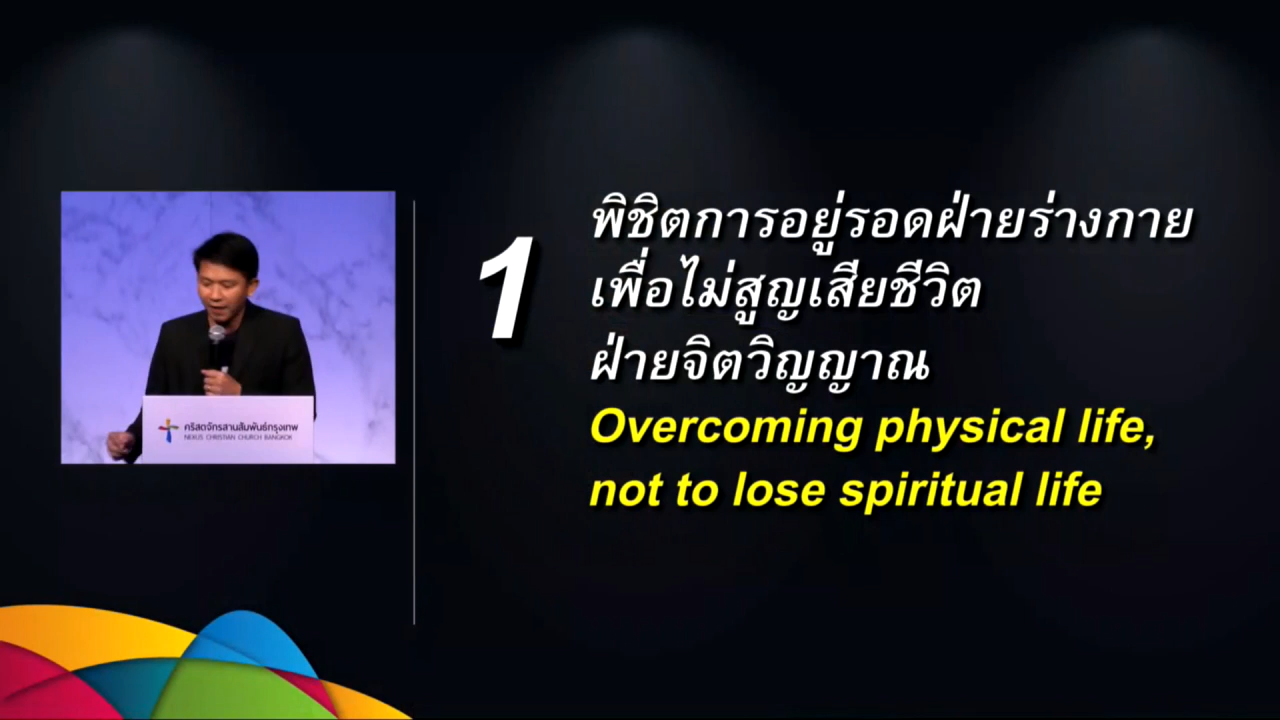 คริสตจักรสานสัมพันธ์กรุงเทพ
NEXUS CHRISTIAN CHURCH BANGKOK
1
พิชิตการอยู่รอดฝ่ายร่างกาย
เพื่อไม่สูญเสียชีวิต
ฝ่ายจิตวิญญาณ
Overcoming physical life,
not to lose spiritual life